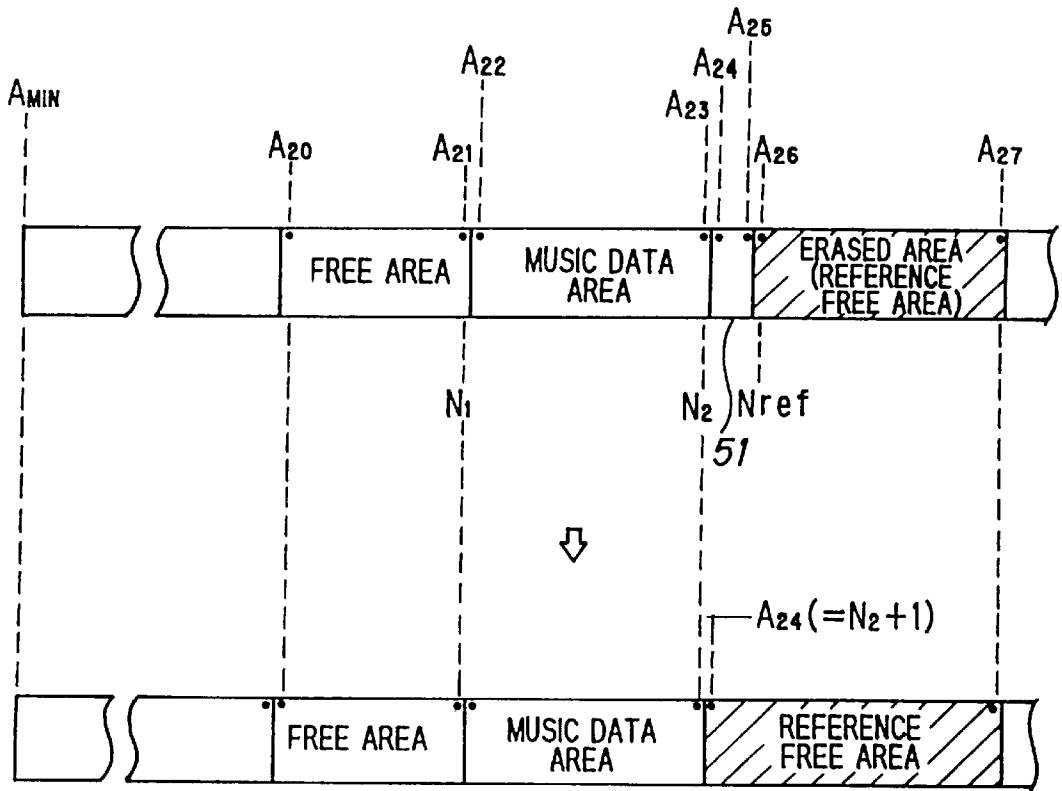 A25
A22
A24
AMIN
A23
A20
A21
A26
A27
FREE AREA
MUSIC DATA
AREA
ERASED AREA
(REFERENCE
FREE AREA)
N1
N2
Nref
51
A24(=N2+1)
FREE AREA
MUSIC DATA
AREA
REFERENCE
FREE AREA